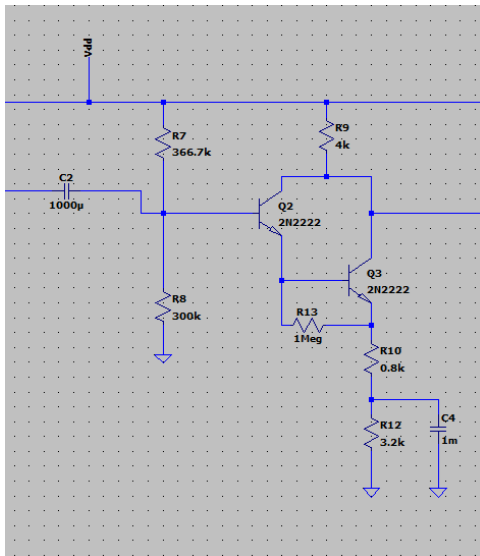 Vdd
R7
366.7k
R9
4k
C2
1000µ
Q2
2N2222
Q3
2N2222
R8
300k
R13
1Meg
R10
0.8k
R12
3.2k
C4
1m